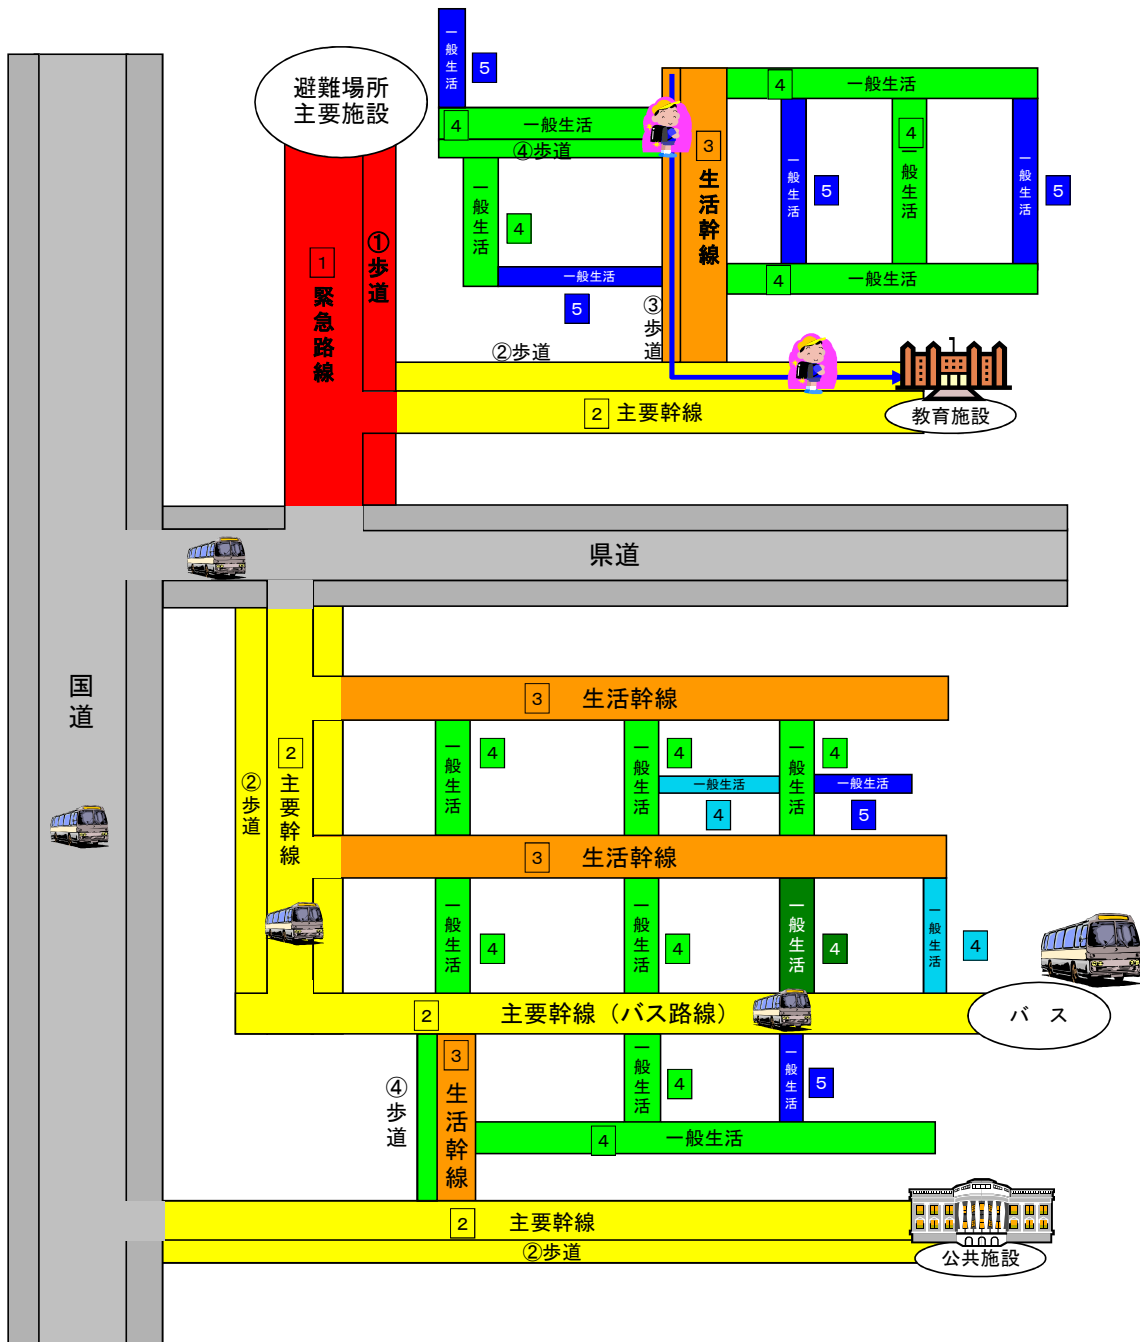 一般生活
5
避難場所
主要施設
4
一般生活
④歩道
一般生活
4
一般生活
5
3
生活幹線
4
一般生活
5
4
一般生活
一般生活
一般生活
5
4
一般生活
1
緊急路線
①歩道
②歩道
③歩道
2 主要幹線
教育施設
県道
国道
2
主要幹線
②歩道
3 生活幹線
一般生活
4
一般生活
4
一般生活
4
一般生活
4
一般生活
5
3 生活幹線
一般生活
4
一般生活
4
一般生活
4
一般生活
4
2 主要幹線（バス路線）
バ ス
④歩道
3
生活幹線
一般生活
4
一般生活
5
4 一般生活
2 主要幹線
②歩道
公共施設